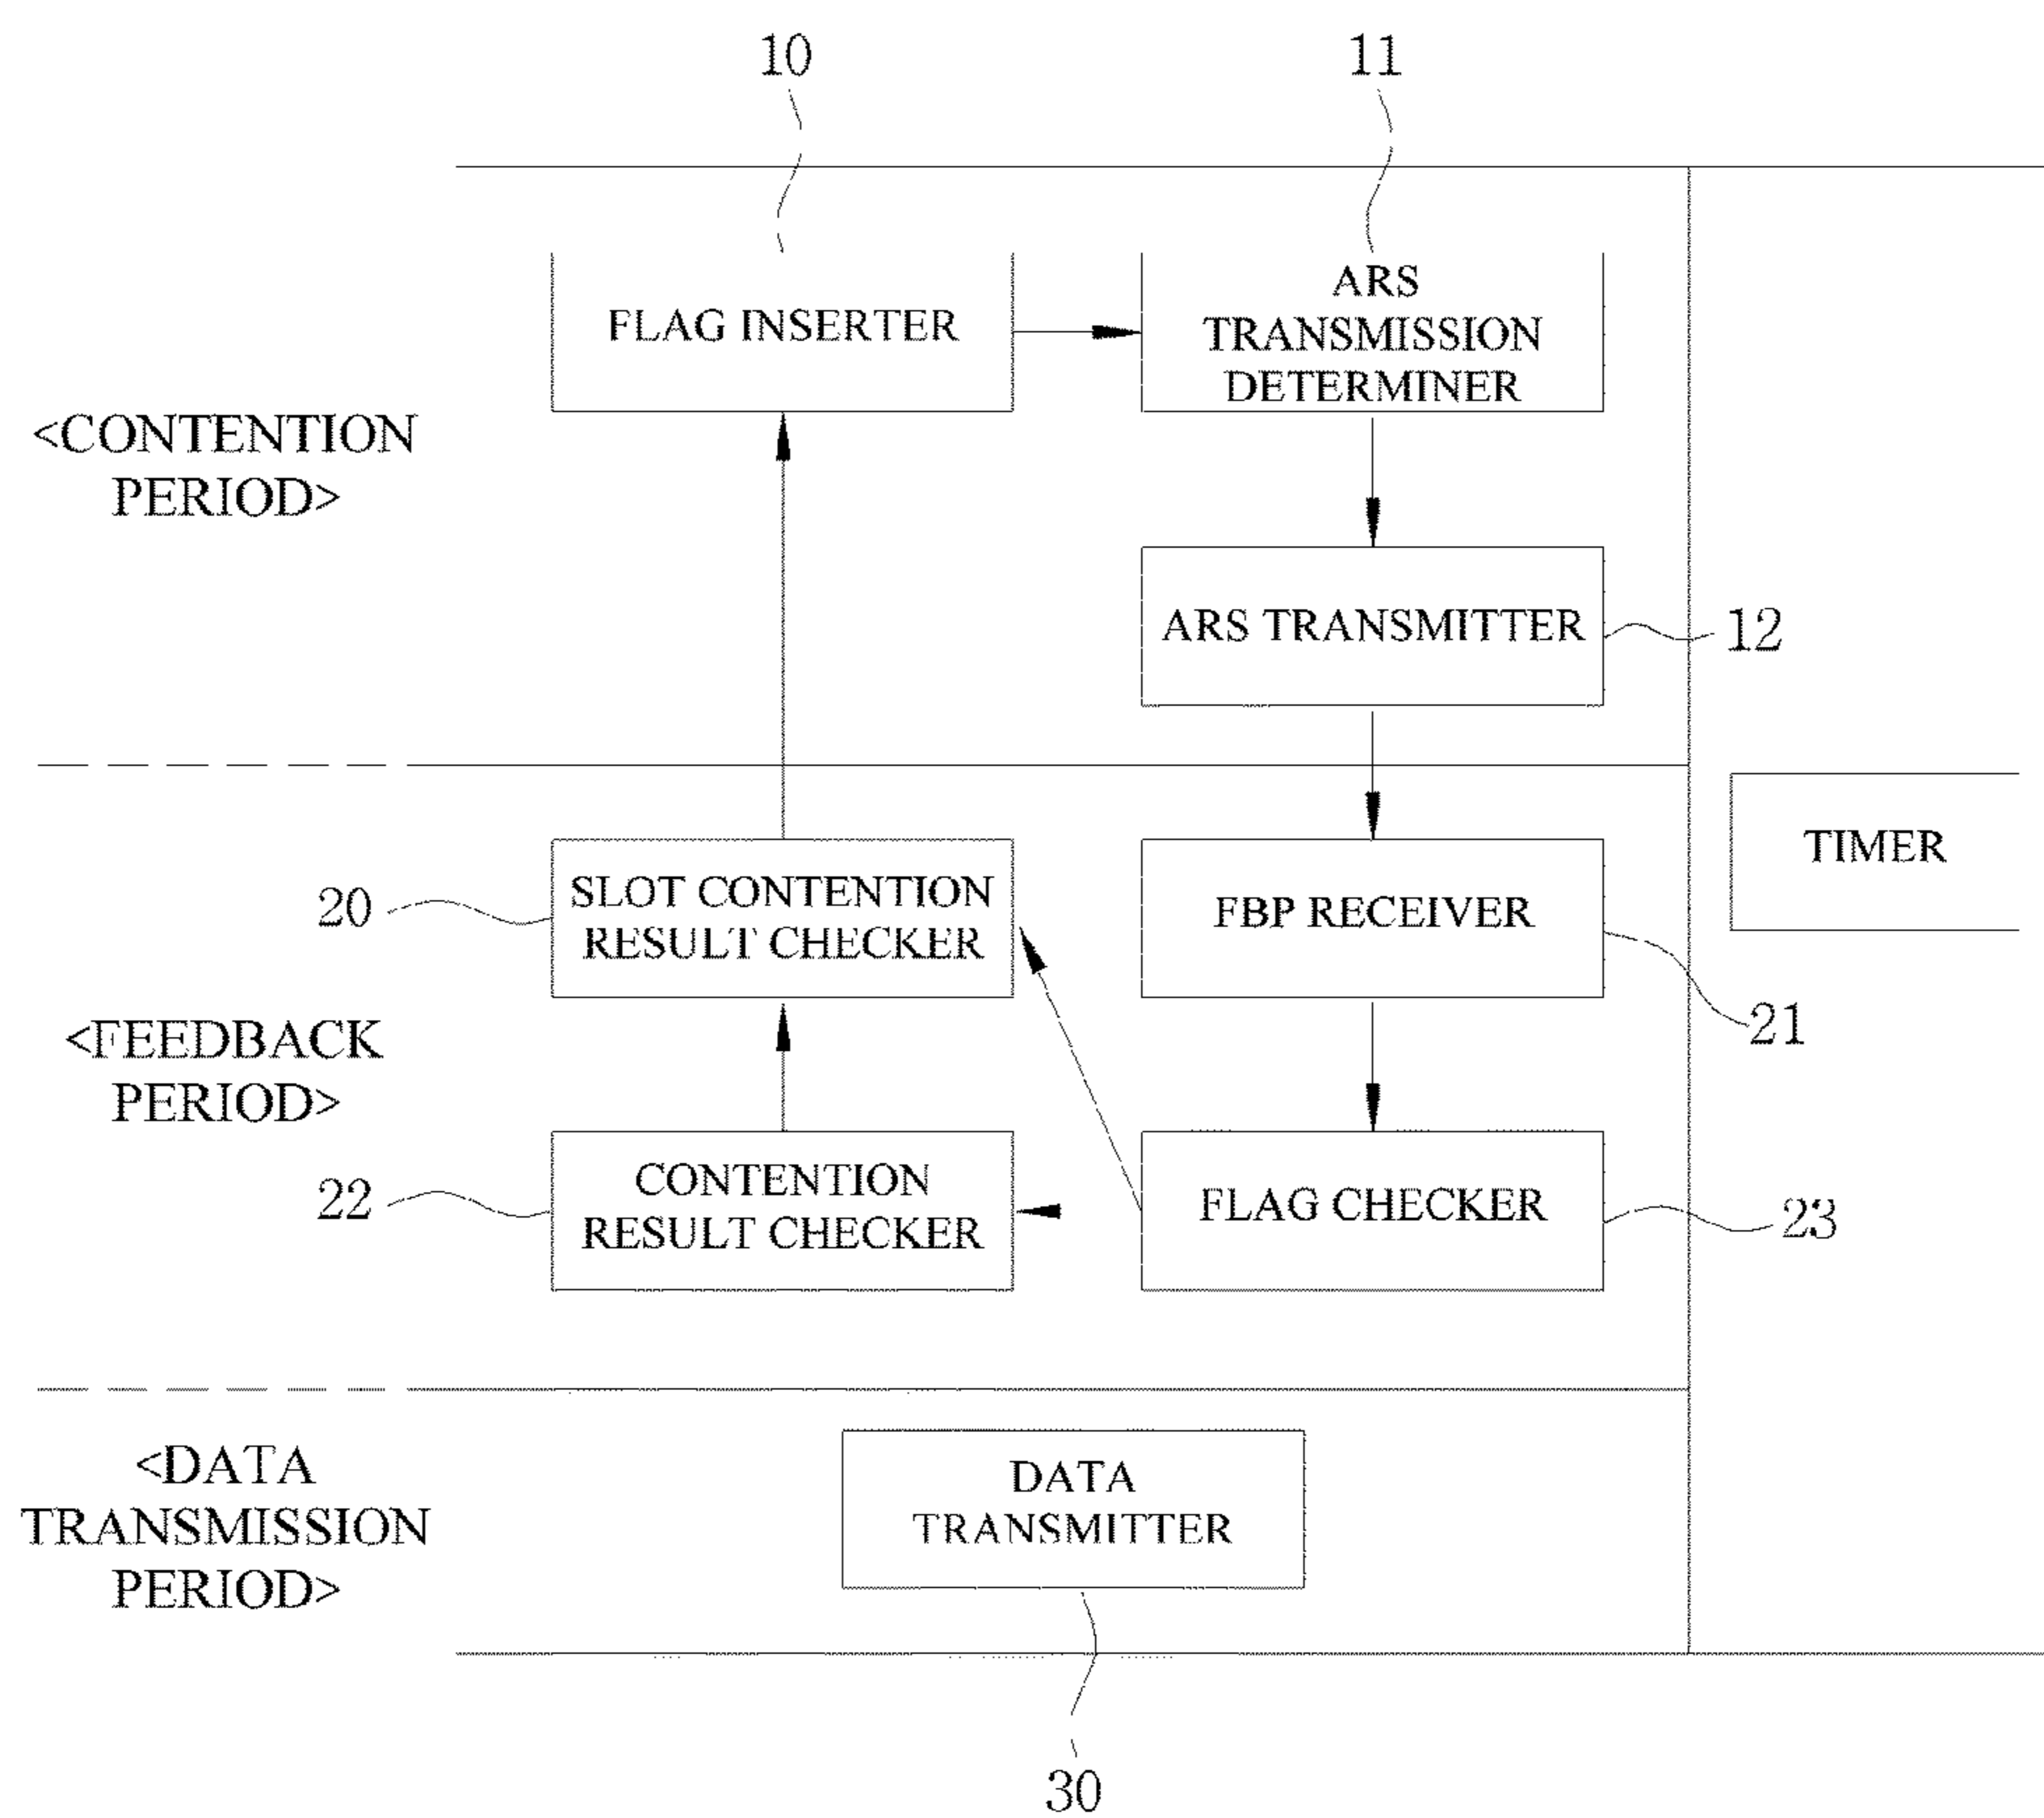 10
11
FLAG INSERTER
ARS
TRANSMISSION
DETERMINER
<CONTENTION
PERIOD>
ARS TRANSMITTER
12
SLOT CONTENTION
RESULT CHECKER
20
FBP RECEIVER
21
TIMER
<FEEDBACK
PERIOD>
CONTENTION
RESULT CHECKER
22
FLAG CHECKER
23
<DATA
TRANSMISSION
PERIOD>
DATA
TRANSMITTER
30